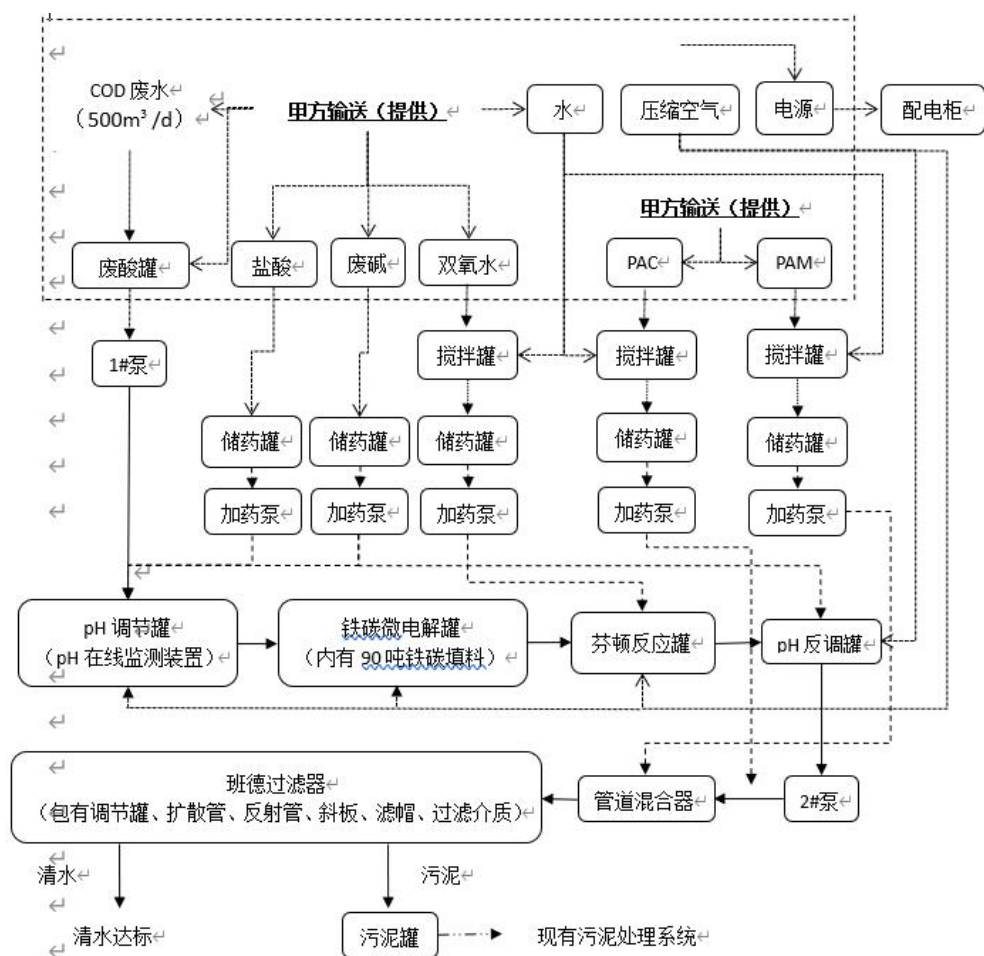 COD 废水
（500m³ /d）
甲方输送（提供）
水
压缩空气
电源
配电柜
甲方输送（提供）
废酸罐
盐酸
废碱
双氧水
PAC
PAM
1#泵
搅拌罐
搅拌罐
搅拌罐
储药罐
储药罐
储药罐
储药罐
储药罐
加药泵
加药泵
加药泵
加药泵
加药泵
pH 调节罐
（pH 在线监测装置）
铁碳微电解罐
（内有 90 吨铁碳填料）
芬顿反应罐
pH 反调罐
班德过滤器
（包有调节罐、扩散管、反射管、斜板、滤帽、过滤介质）
管道混合器
2#泵
清水
污泥
清水达标
污泥罐
现有污泥处理系统